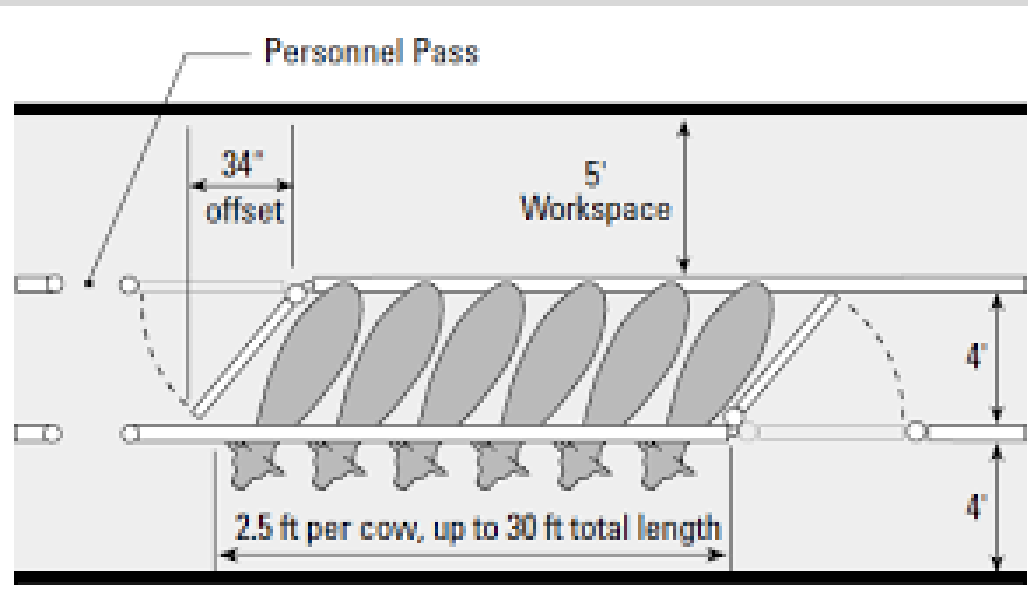 Personnel Pass
34"
offset
5'
Workspace
4'
4'
2.5 ft per cow, up to 30 ft total length